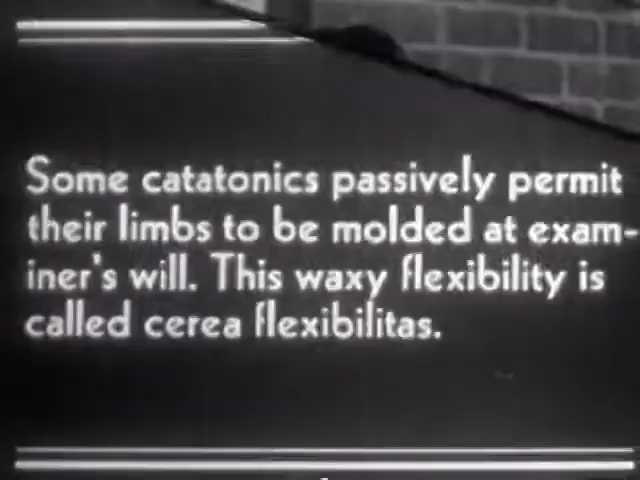 Some catatonics passively permit
their limbs to be molded at exam-
iner's will. This waxy flexibility is
called cerea flexibilitas.